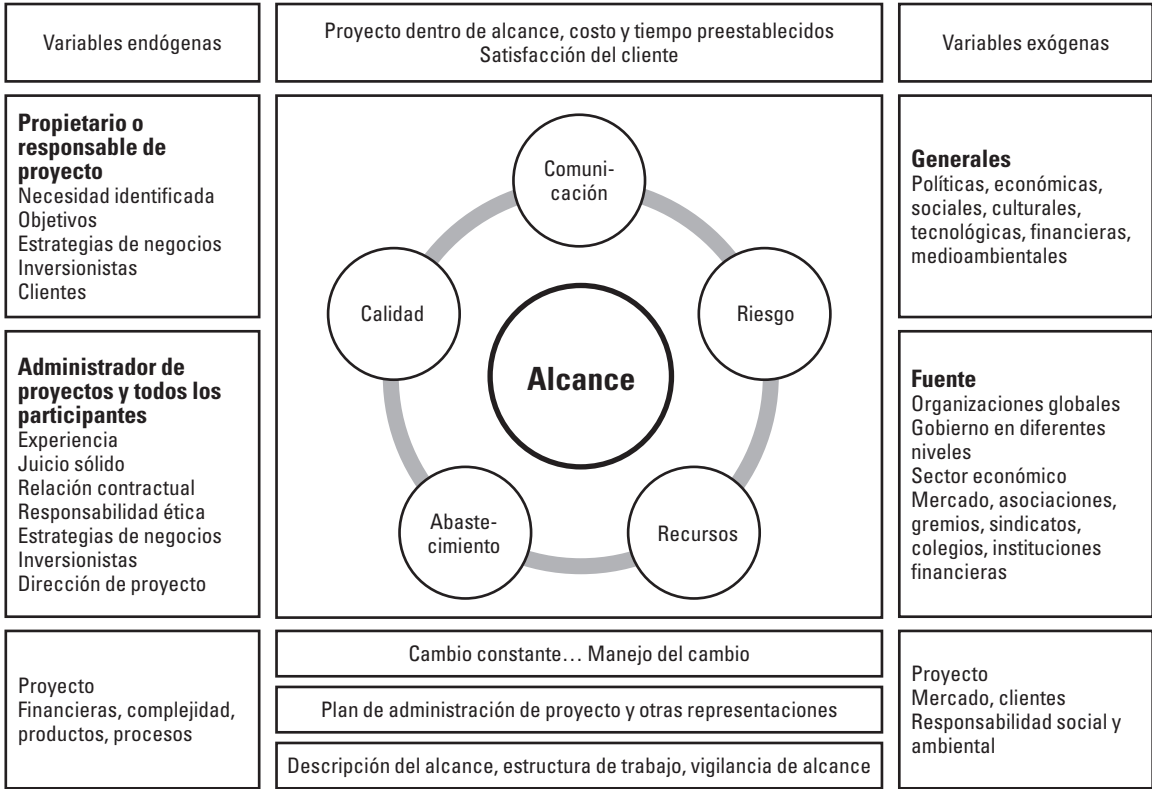 Variables endógenas
Proyecto dentro de alcance, costo y tiempo preestablecidos
Satisfacción del cliente
Variables exógenas
Propietario o
responsable de
proyecto
Necesidad identificada
Objetivos
Estrategias de negocios
Inversionistas
Clientes
Administrador de
proyectos y todos los
participantes
Experiencia
Juicio sólido
Relación contractual
Responsabilidad ética
Estrategias de negocios
Inversionistas
Dirección de proyecto
Proyecto
Financieras, complejidad,
productos, procesos
Comuni-
cación
Calidad
Riesgo
Alcance
Abaste-
cimiento
Recursos
Cambio constante… Manejo del cambio
Plan de administración de proyecto y otras representaciones
Descripción del alcance, estructura de trabajo, vigilancia de alcance
Generales
Políticas, económicas,
sociales, culturales,
tecnológicas, financieras,
medioambientales
Fuente
Organizaciones globales
Gobierno en diferentes
niveles
Sector económico
Mercado, asociaciones,
gremios, sindicatos,
colegios, instituciones
financieras
Proyecto
Mercado, clientes
Responsabilidad social y
ambiental